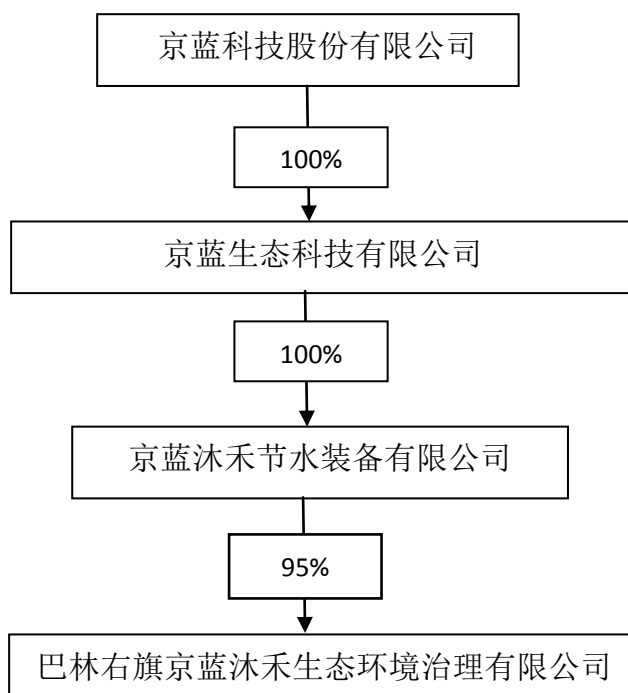 京蓝科技股份有限公司
100%
京蓝生态科技有限公司
100%
京蓝沐禾节水装备有限公司
95%
巴林右旗京蓝沐禾生态环境治理有限公司